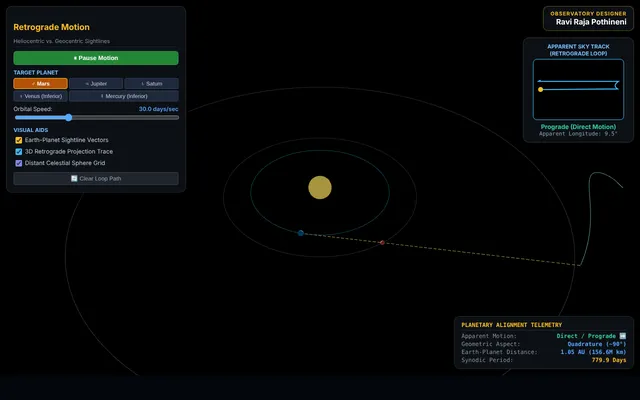 Retrograde Motion
Heliocentric vs. Geocentric Sightlines
Pause Motion
TARGET PLANET
♂ Mars
♃ Jupiter
♄ Saturn
♀ Venus (Inferior)
☿ Mercury (Inferior)
Orbital Speed: 30.0 days/sec
VISUAL AIDS
Earth-Planet Sightline Vectors
3D Retrograde Projection Trace
Distant Celestial Sphere Grid
🔄 Clear Loop Path
OBSERVATORY DESIGNER
Ravi Raja Pothineni
APPARENT SKY TRACK
(RETROGRADE LOOP)
Prograde (Direct Motion)
Apparent Longitude: 9.5°
PLANETARY ALIGNMENT TELEMETRY
Apparent Motion: Direct / Prograde ➡️
Geometric Aspect: Quadrature (~90°)
Earth-Planet Distance: 1.05 AU (156.6M km)
Synodic Period: 779.9 Days